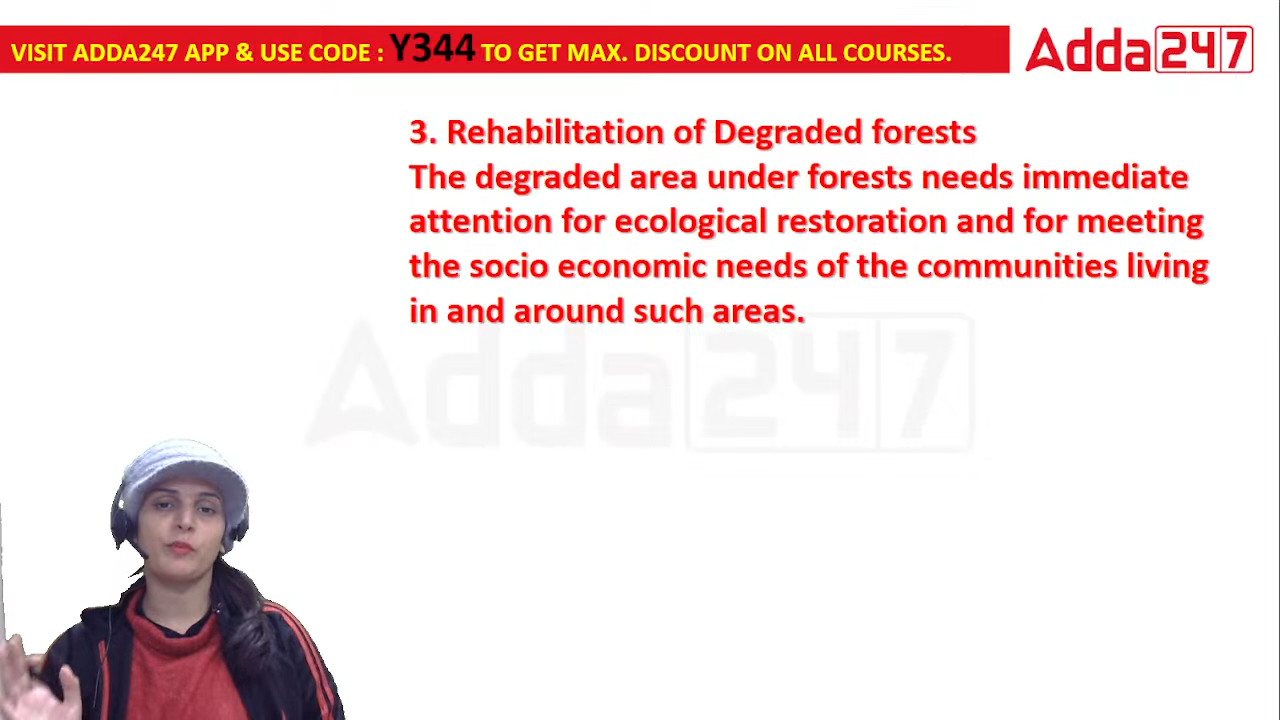 VISIT ADDA247 APP & USE CODE : Y344 TO GET MAX. DISCOUNT ON ALL COURSES.
Adda247
3. Rehabilitation of Degraded forests
The degraded area under forests needs immediate
attention for ecological restoration and for meeting
the socio economic needs of the communities living
in and around such areas.
Adda247